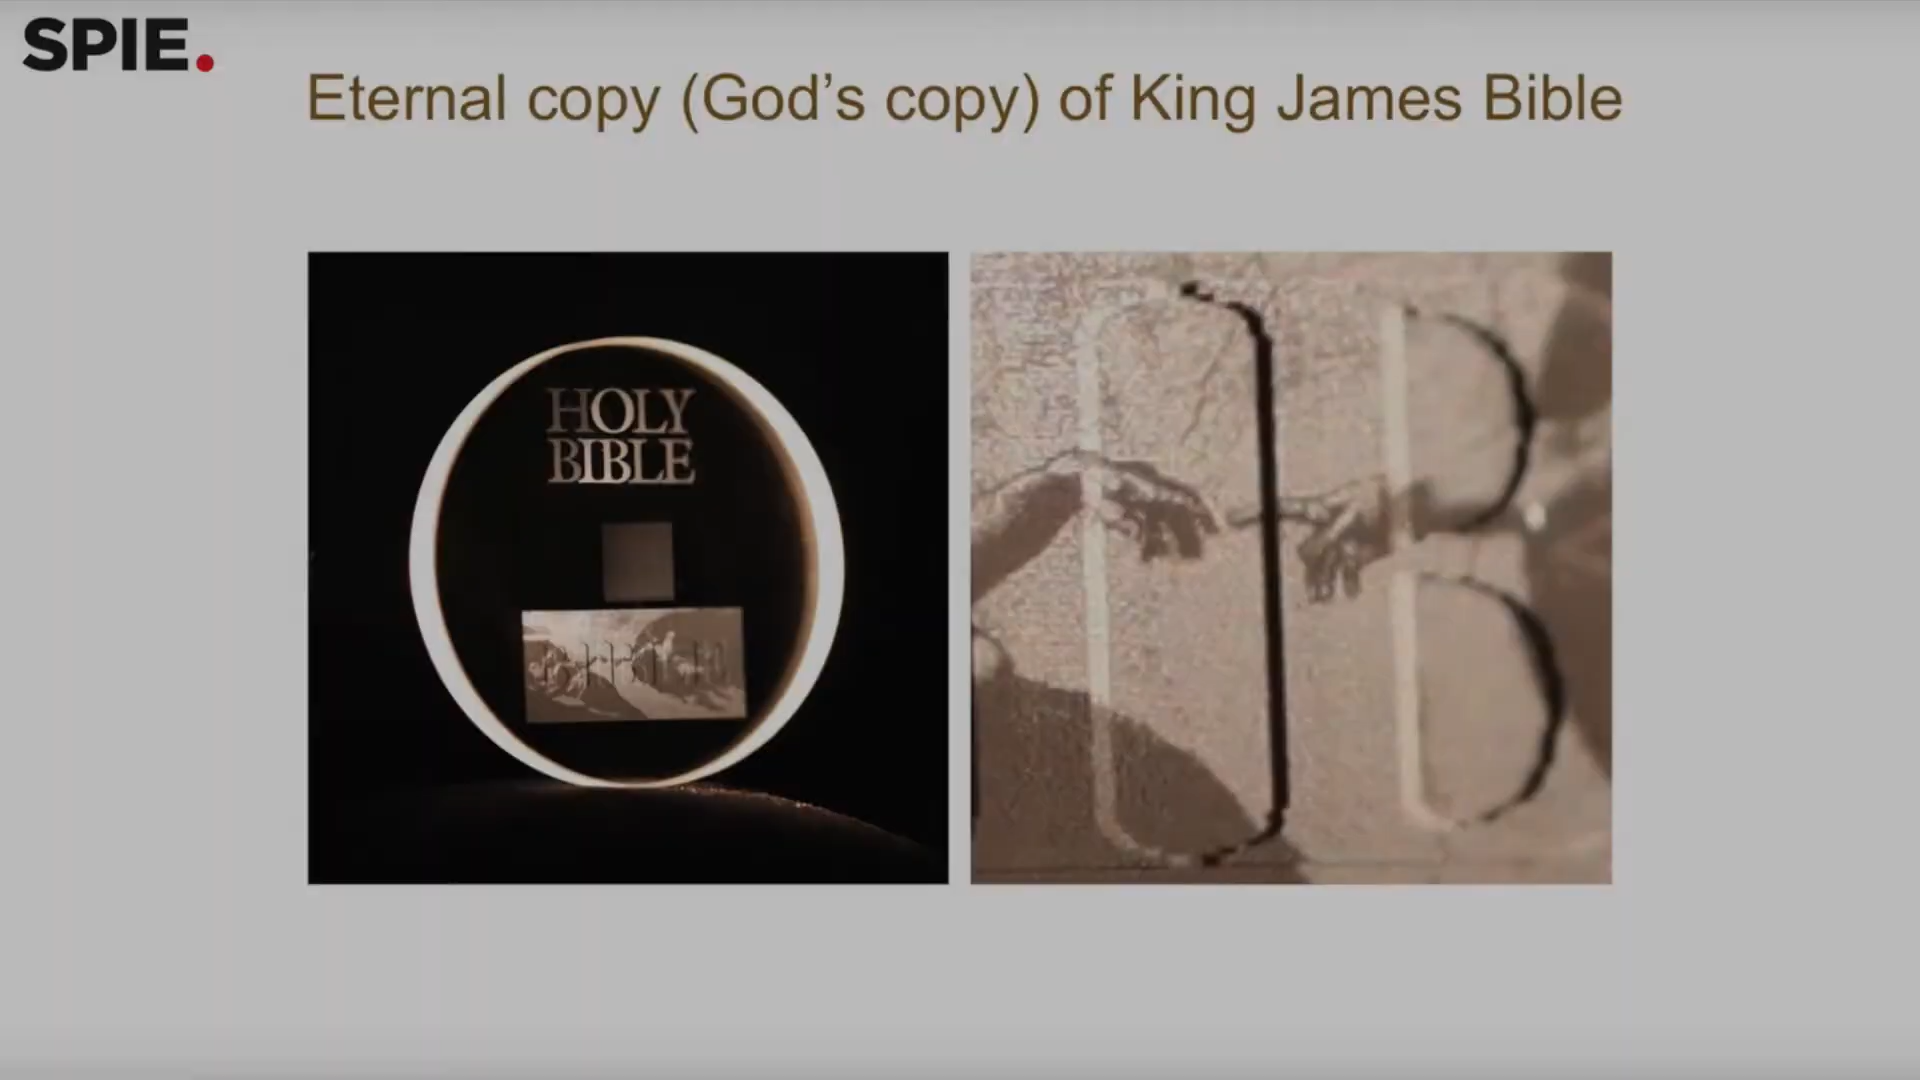 SPIE.
Eternal copy (God's copy) of King James Bible
HOLY
BIBLE